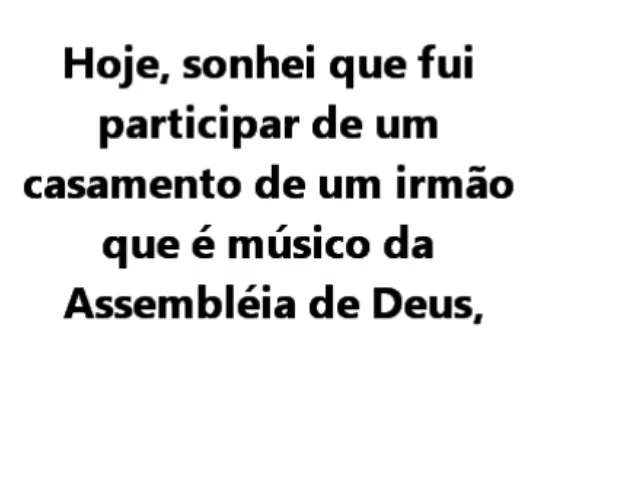 Hoje, sonhei que fui
participar de um
casamento de um irmão
que é músico da
Assembléia de Deus,